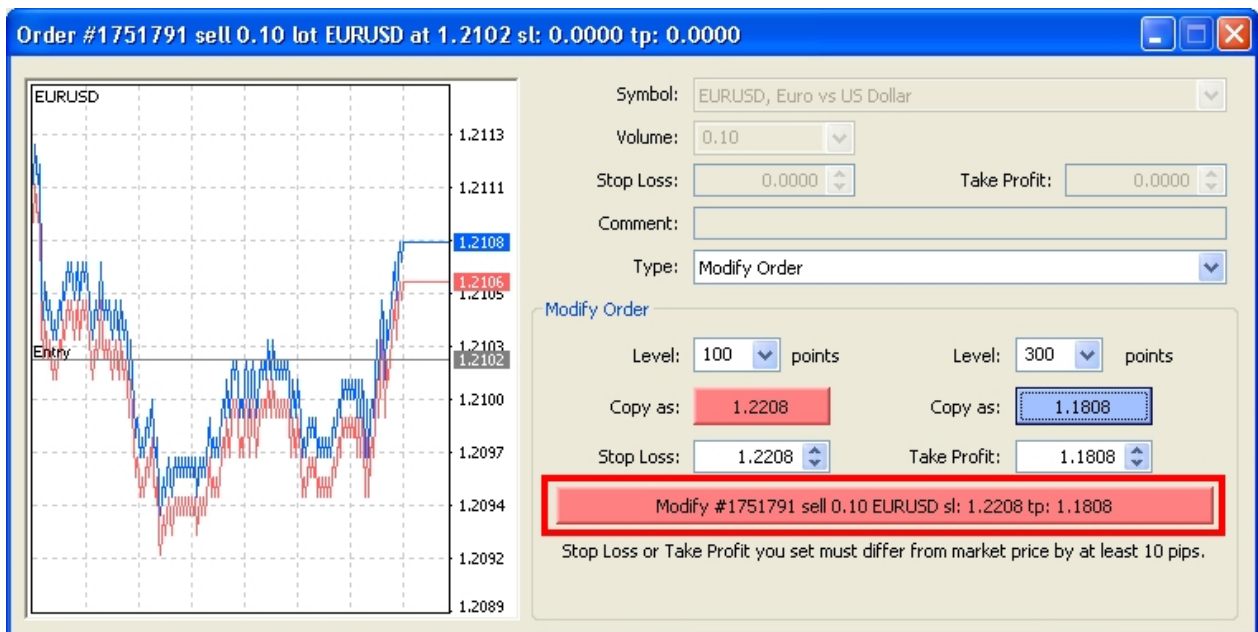 Order #1751791 sell 0.10 lot EURUSD at 1.2102 sl: 0.0000 tp: 0.0000
EURUSD
1.2113
1.2111
1.2108
1.2106
1.2105
1.2103
Entry
1.2102
1.2100
1.2097
1.2094
1.2092
1.2089
Symbol: EURUSD, Euro vs US Dollar
Volume: 0.10
Stop Loss: 0.0000 Take Profit: 0.0000
Comment:
Type: Modify Order
Modify Order
Level: 100 points Level: 300 points
Copy as: 1.2208 Copy as: 1.1808
Stop Loss: 1.2208 Take Profit: 1.1808
Modify #1751791 sell 0.10 EURUSD sl: 1.2208 tp: 1.1808
Stop Loss or Take Profit you set must differ from market price by at least 10 pips.